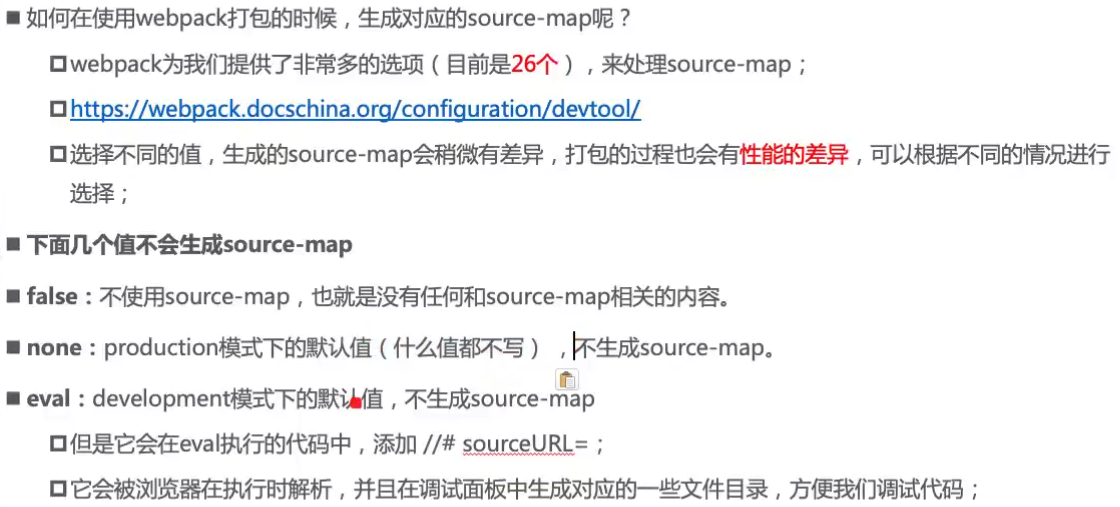 如何在使用webpack打包的时候，生成对应的source-map呢？
webpack为我们提供了非常多的选项（目前是26个），来处理source-map；
https://webpack.docschina.org/configuration/devtool/
选择不同的值，生成的source-map会稍微有差异，打包的过程也会有性能的差异，可以根据不同的情况进行
选择；
下面几个值不会生成source-map
false：不使用source-map，也就是没有任何和source-map相关的内容。
none：production模式下的默认值（什么值都不写），不生成source-map。
eval：development模式下的默认值，不生成source-map
但是它会在eval执行的代码中，添加 //# sourceURL=；
它会被浏览器在执行时解析，并且在调试面板中生成对应的一些文件目录，方便我们调试代码；